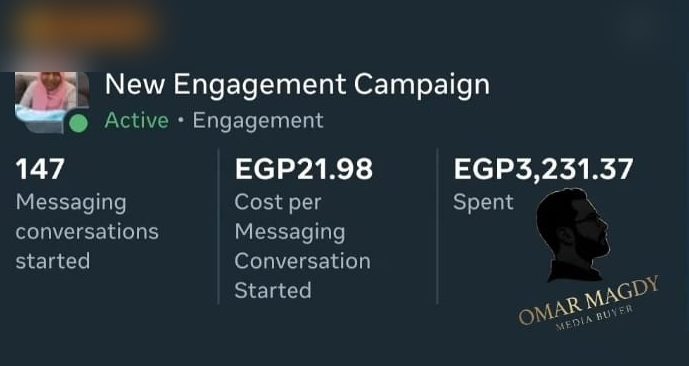 New Engagement Campaign
Active • Engagement
147
Messaging
conversations
started
EGP21.98
Cost per
Messaging
Conversation
Started
EGP3,231.37
Spent
OMAR MAGDY
MEDIA BUYER